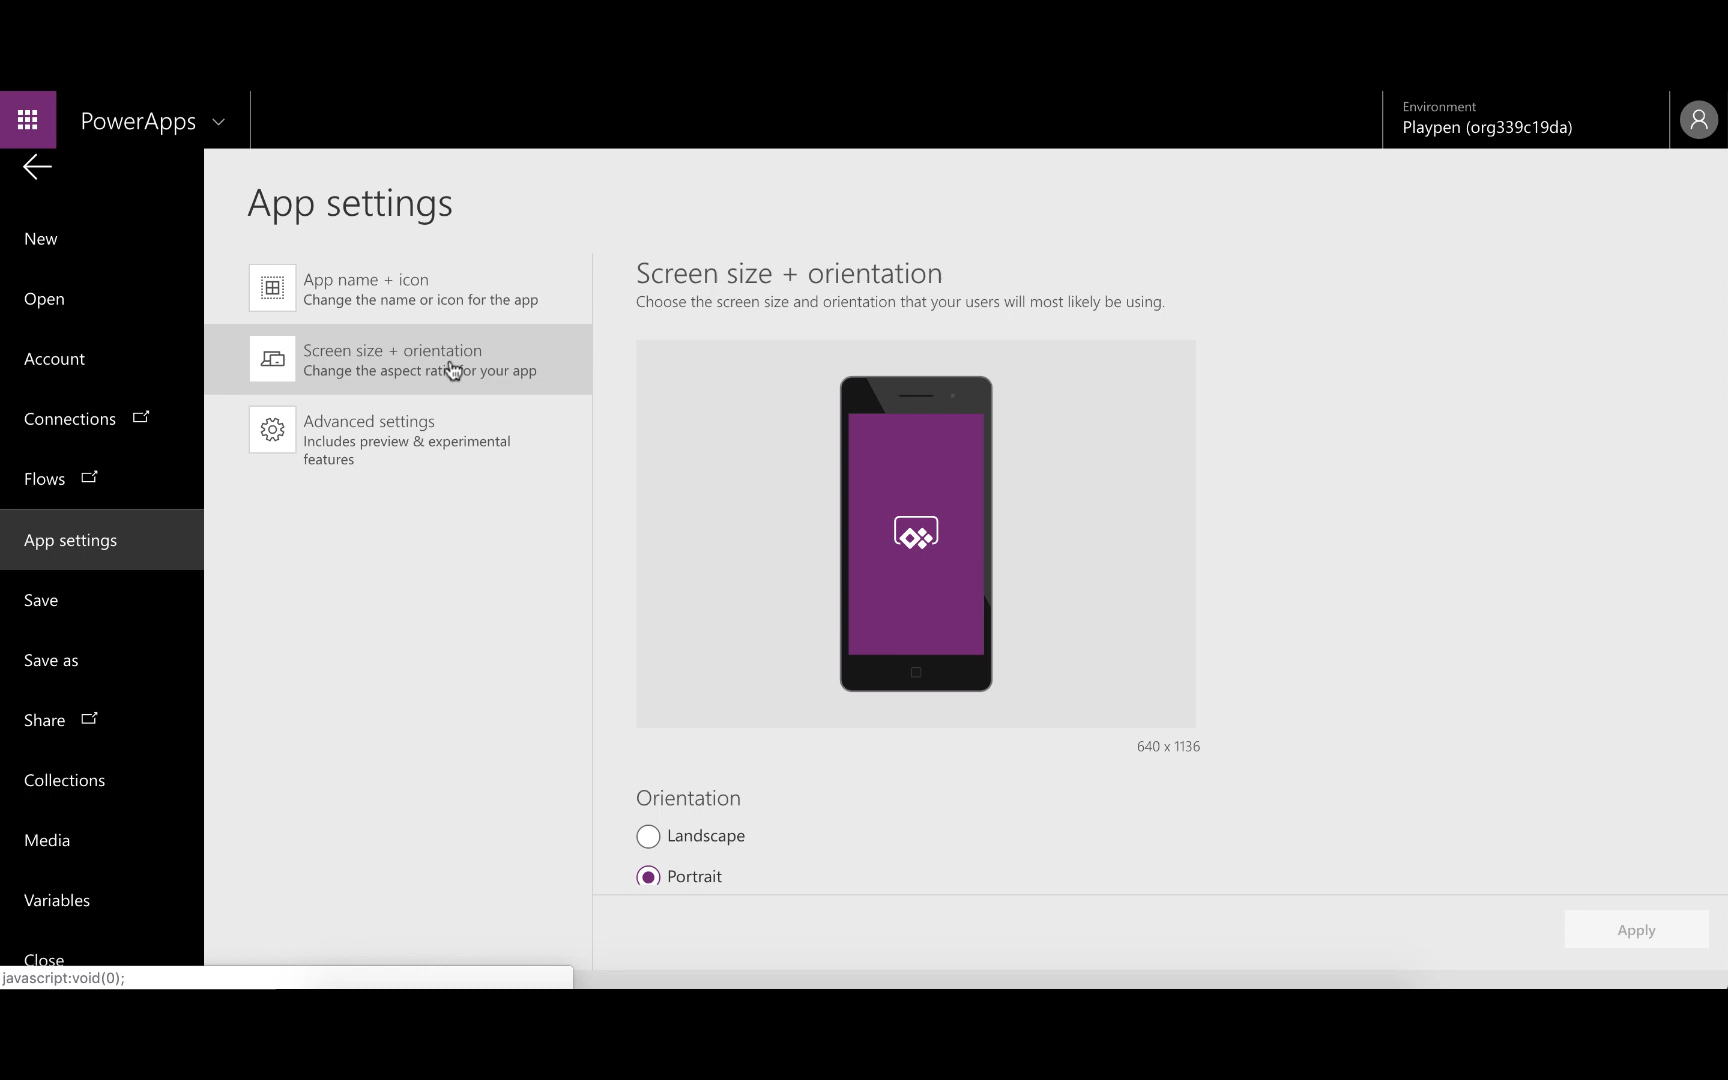 PowerApps
Environment
Playpen (org339c19da)
New
Open
Account
Connections
Flows
App settings
Save
Save as
Share
Collections
Media
Variables
Close
javascript:void(0);
App settings
App name + icon
Change the name or icon for the app
Screen size + orientation
Change the aspect ratio for your app
Advanced settings
Includes preview & experimental
features
Screen size + orientation
Choose the screen size and orientation that your users will most likely be using.
640 x 1136
Orientation
Landscape
Portrait
Apply